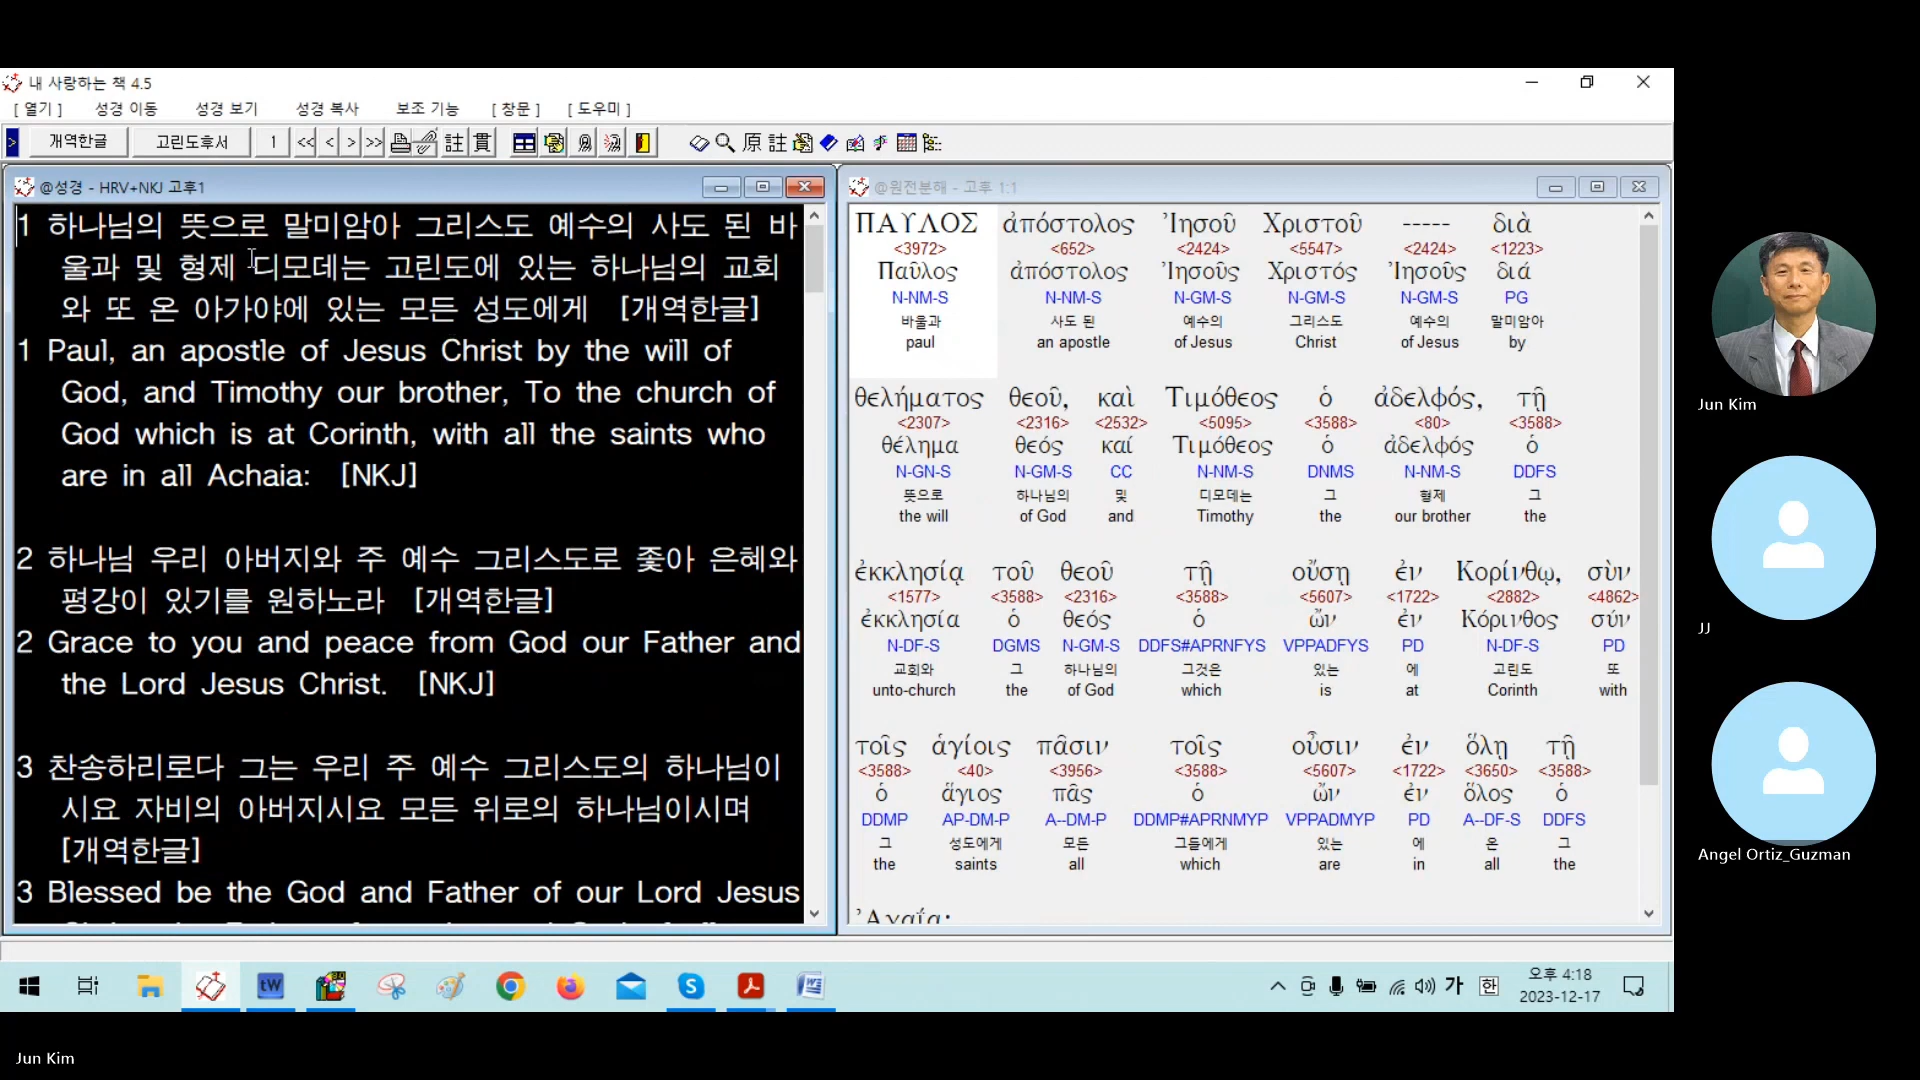 내 사랑하는 책 4.5
[ 열기 ] 성경 이동 성경 보기 성경 복사 보조 기능 [ 창문 ] [ 도우미 ]
> 개역한글 고린도후서 1 << < > >> 註 貫 原 註
@성경 - HRV+NKJ 고후1
1 하나님의 뜻으로 말미암아 그리스도 예수의 사도 된 바
울과 및 형제 디모데는 고린도에 있는 하나님의 교회
와 또 온 아가야에 있는 모든 성도에게 [개역한글]
1 Paul, an apostle of Jesus Christ by the will of
God, and Timothy our brother, To the church of
God which is at Corinth, with all the saints who
are in all Achaia: [NKJ]
2 하나님 우리 아버지와 주 예수 그리스도로 좇아 은혜와
평강이 있기를 원하노라 [개역한글]
2 Grace to you and peace from God our Father and
the Lord Jesus Christ. [NKJ]
3 찬송하리로다 그는 우리 주 예수 그리스도의 하나님이
시요 자비의 아버지시요 모든 위로의 하나님이시며
[개역한글]
3 Blessed be the God and Father of our Lord Jesus
@원전분해 - 고후 1:1
ΠΑΥΛΟΣ ἀπόστολος Ἰησοῦ Χριστοῦ ----- διὰ
<3972> <652> <2424> <5547> <2424> <1223>
Παῦλος ἀπόστολος Ἰησοῦς Χριστός Ἰησοῦς διά
N-NM-S N-NM-S N-GM-S N-GM-S N-GM-S PG
바울과 사도 된 예수의 그리스도 예수의 말미암아
paul an apostle of Jesus Christ of Jesus by
θελήματος θεοῦ, καὶ Τιμόθεος ὁ ἀδελφός, τῇ
<2307> <2316> <2532> <5095> <3588> <80> <3588>
θέλημα θεός καί Τιμόθεος ὁ ἀδελφός ὁ
N-GN-S N-GM-S CC N-NM-S DNMS N-NM-S DDFS
뜻으로 하나님의 및 디모데는 그 형제 그
the will of God and Timothy the our brother the
ἐκκλησίᾳ τοῦ θεοῦ τῇ οὔσῃ ἐν Κορίνθῳ, σὺν
<1577> <3588> <2316> <3588> <5607> <1722> <2882> <4862>
ἐκκλησία ὁ θεός ὁ ὤν ἐν Κόρινθος σύν
N-DF-S DGMS N-GM-S DDFS#APRNFYS VPPADFYS PD N-DF-S PD
교회와 그 하나님의 그것은 있는 에 고린도 또
unto-church the of God which is at Corinth with
τοῖς ἁγίοις πᾶσιν τοῖς οὖσιν ἐν ὅλῃ τῇ
<3588> <40> <3956> <3588> <5607> <1722> <3650> <3588>
ὁ ἅγιος πᾶς ὁ ὤν ἐν ὅλος ὁ
DDMP AP-DM-P A--DM-P DDMP#APRNMYP VPPADMYP PD A--DF-S DDFS
그 성도에게 모든 그들에게 있는 에 온 그
the saints all which are in all the
Ἀχαΐα:
Jun Kim
JJ
Angel Ortiz_Guzman
tW
S
W
가 한 오후 4:18
2023-12-17
Jun Kim